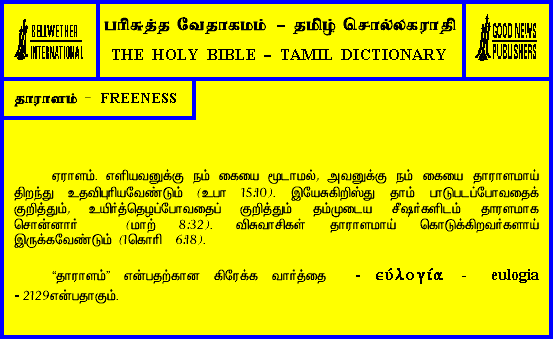 BELLWETHER
INTERNATIONAL
பரிசுத்த வேதாகமம் – தமிழ் சொல்லகராதி
THE HOLY BIBLE – TAMIL DICTIONARY
GOOD NEWS
PUBLISHERS
தாராளம் – FREENESS
ஏராளம். எளியவனுக்கு நம் கையை மூடாமல், அவனுக்கு நம் கையை தாராளமாய்
திறந்து உதவிபுரியவேண்டும் (உபா 15:10). இயேசுகிறிஸ்து தாம் பாடுபடப்போவதைக்
குறித்தும், உயிர்த்தெழப்போவதைப் குறித்தும் தம்முடைய சீஷர்களிடம் தாரளமாக
சொன்னார் (மாற் 8:32). விசுவாசிகள் தாராளமாய் கொடுக்கிறவர்களாய்
இருக்கவேண்டும் (1கொரி 6:18).
“தாராளம்” என்பதற்கான கிரேக்க வார்த்தை - εύλογία - eulogia
- 2129என்பதாகும்.